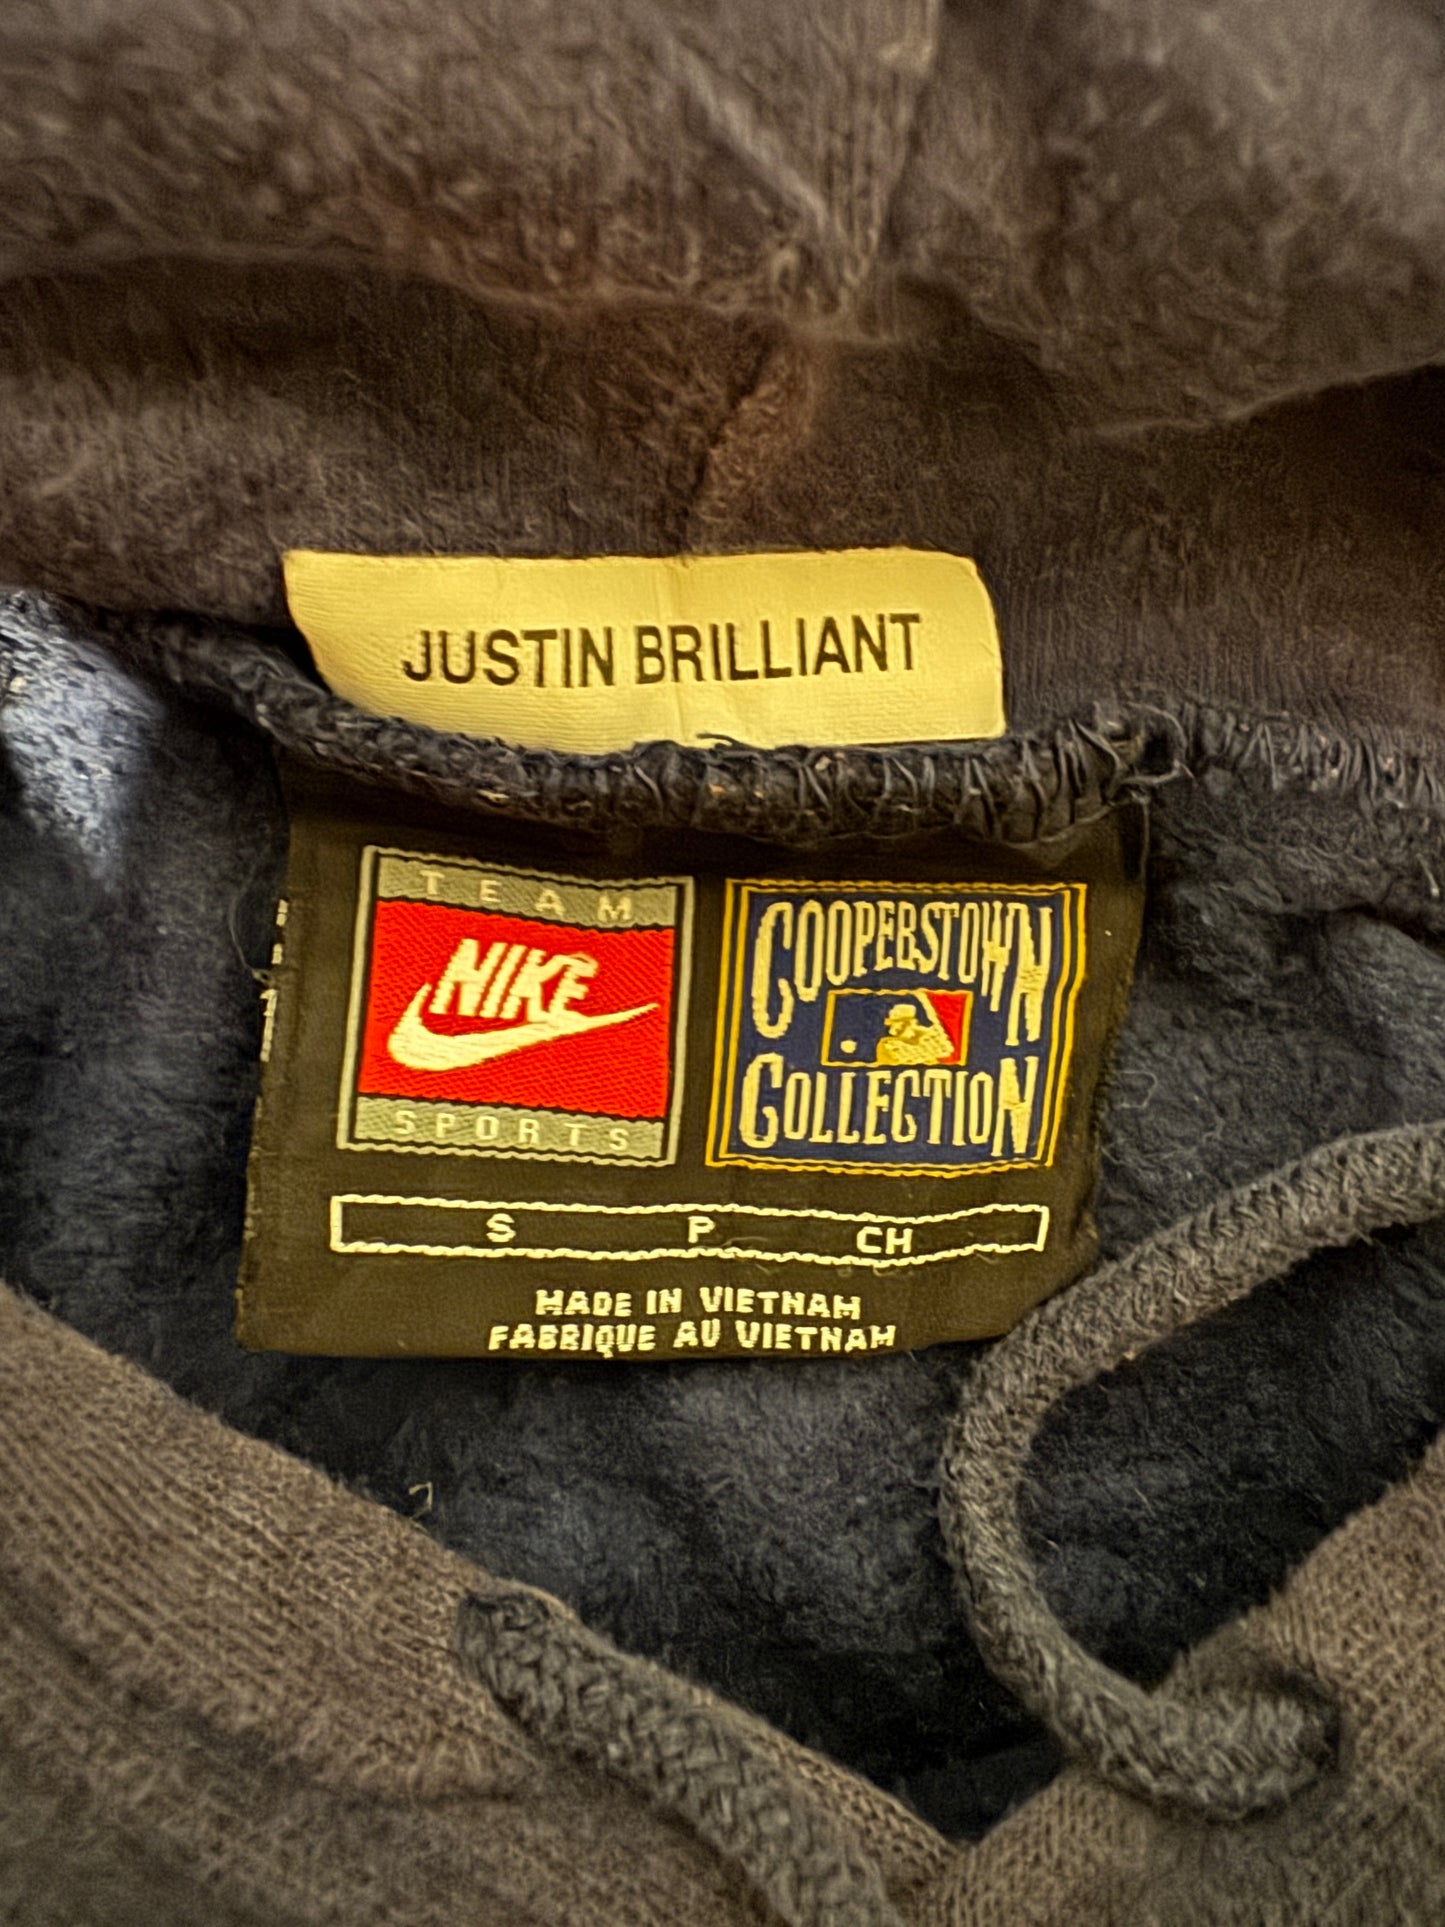 JUSTIN BRILLIANT
TEAM
NIKE
SPORTS
COOPERSTOWN
COLLECTION
S P CH
MADE IN VIETNAM
FABRIQUE AU VIETNAM